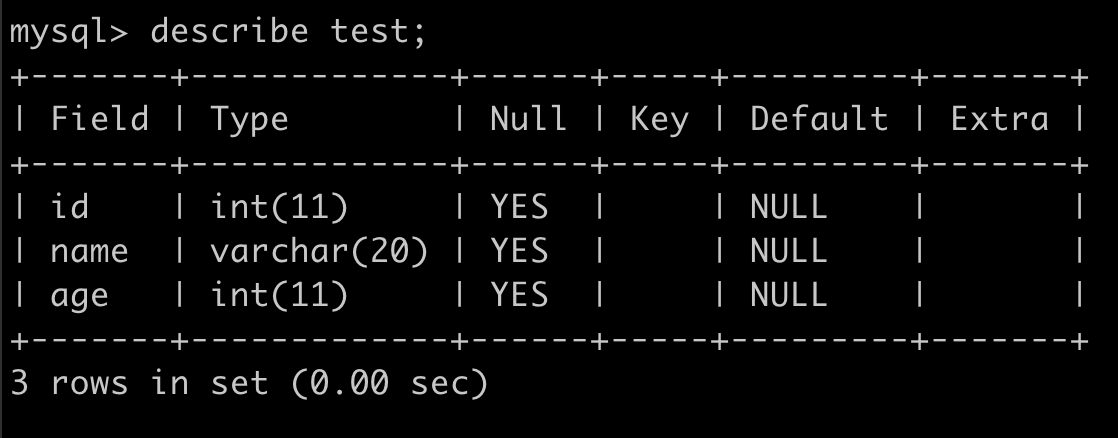 mysql> describe test;
+-------+-------------+------+-----+---------+-------+
| Field | Type        | Null | Key | Default | Extra |
+-------+-------------+------+-----+---------+-------+
| id    | int(11)     | YES  |     | NULL    |       |
| name  | varchar(20) | YES  |     | NULL    |       |
| age   | int(11)     | YES  |     | NULL    |       |
+-------+-------------+------+-----+---------+-------+
3 rows in set (0.00 sec)